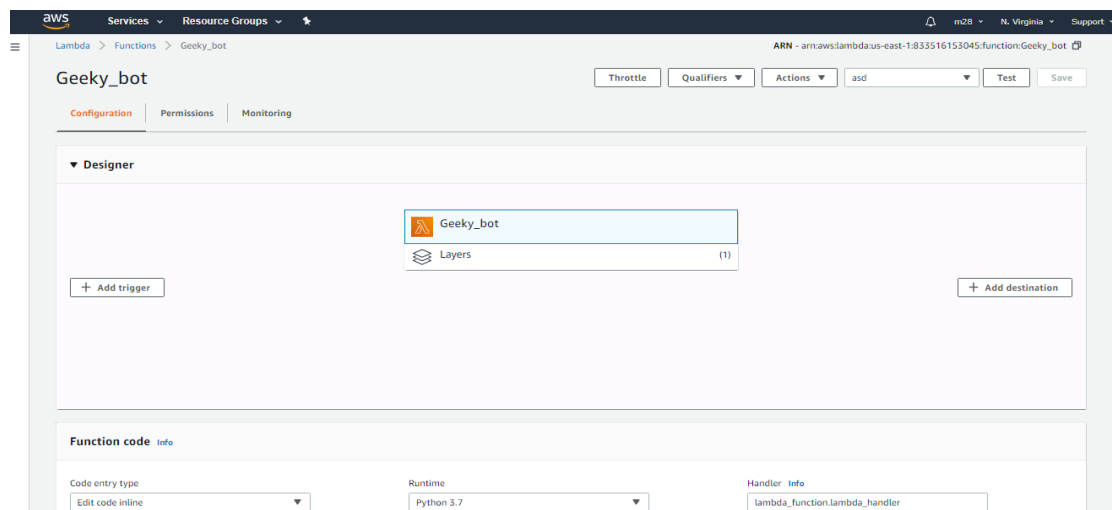 aws Services Resource Groups m28 N. Virginia Support
Lambda > Functions > Geeky_bot ARN - arn:aws:lambda:us-east-1:833516153045:function:Geeky_bot
Geeky_bot Throttle Qualifiers Actions asd Test Save
Configuration Permissions Monitoring
Designer
Geeky_bot
Layers (1)
+ Add trigger + Add destination
Function code Info
Code entry type Runtime Handler Info
Edit code inline Python 3.7 lambda_function.lambda_handler